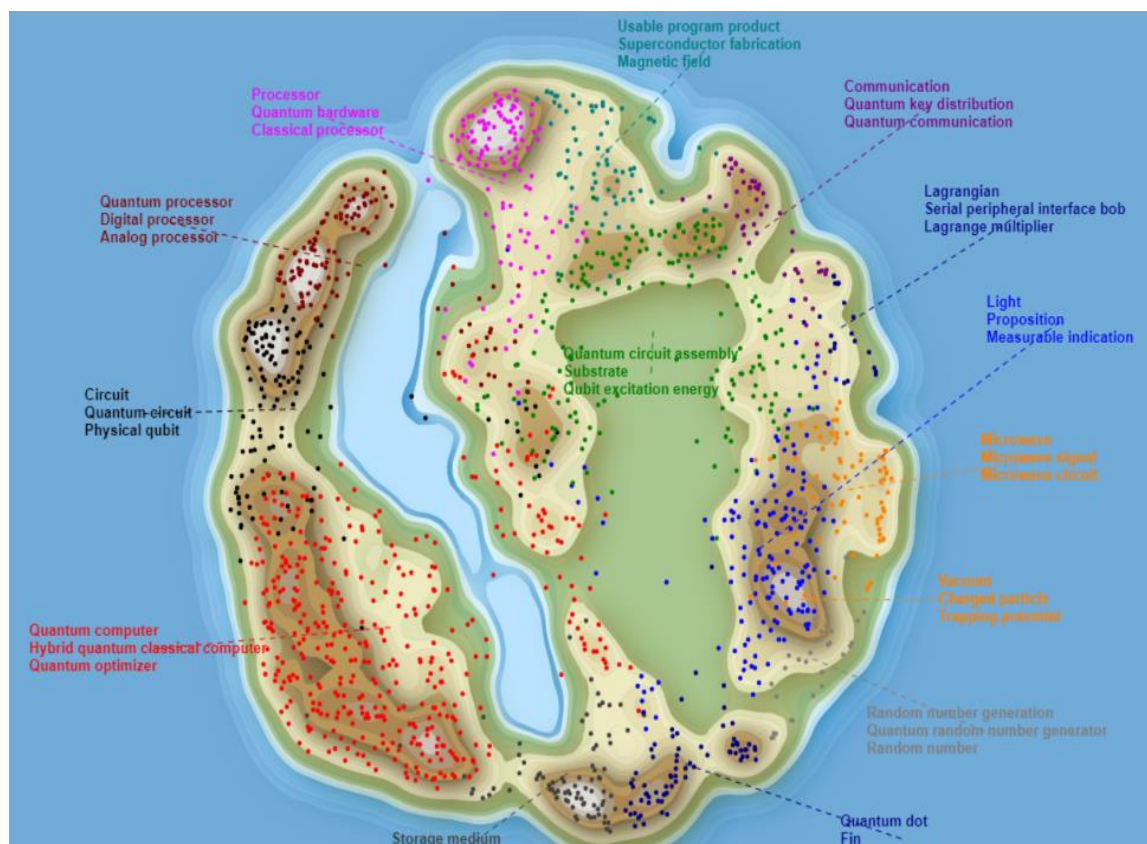 Usable program product
Superconductor fabrication
Magnetic field
Processor
Quantum hardware
Classical processor
Communication
Quantum key distribution
Quantum communication
Quantum processor
Digital processor
Analog processor
Lagrangian
Serial peripheral interface bob
Lagrange multiplier
Light
Proposition
Measurable indication
Quantum circuit assembly
Substrate
Qubit excitation energy
Circuit
Quantum circuit
Physical qubit
Microwave
Microwave signal
Microwave circuit
Vacuum
Charged particle
Trapping potential
Quantum computer
Hybrid quantum classical computer
Quantum optimizer
Random number generation
Quantum random number generator
Random number
Quantum dot
Fin
Storage medium